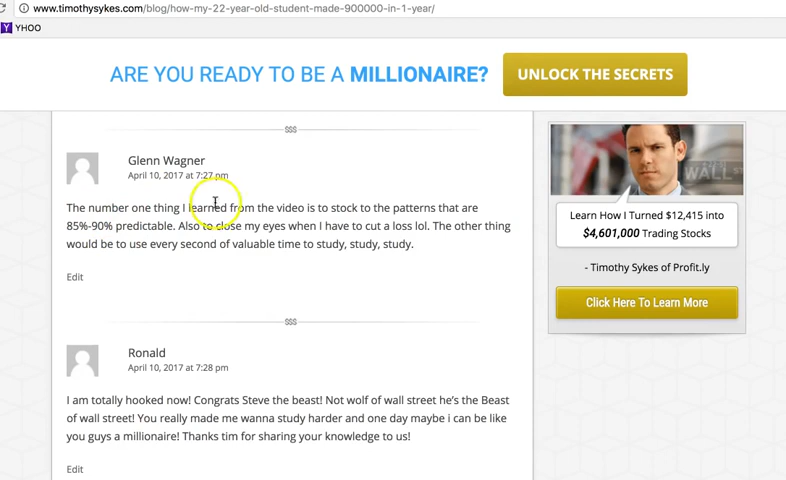 www.timothysykes.com/blog/how-my-22-year-old-student-made-900000-in-1-year/
YHOO
ARE YOU READY TO BE A MILLIONAIRE?
UNLOCK THE SECRETS
$$$
Glenn Wagner
April 10, 2017 at 7:27 pm
The number one thing I learned from the video is to stock to the patterns that are
85%-90% predictable. Also to close my eyes when I have to cut a loss lol. The other thing
would be to use every second of valuable time to study, study, study.
Edit
$$$
Ronald
April 10, 2017 at 7:28 pm
I am totally hooked now! Congrats Steve the beast! Not wolf of wall street he's the Beast
of wall street! You really made me wanna study harder and one day maybe i can be like
you guys a millionaire! Thanks tim for sharing your knowledge to us!
Edit
WALL
Learn How I Turned $12,415 into
$4,601,000 Trading Stocks
- Timothy Sykes of Profit.ly
Click Here To Learn More